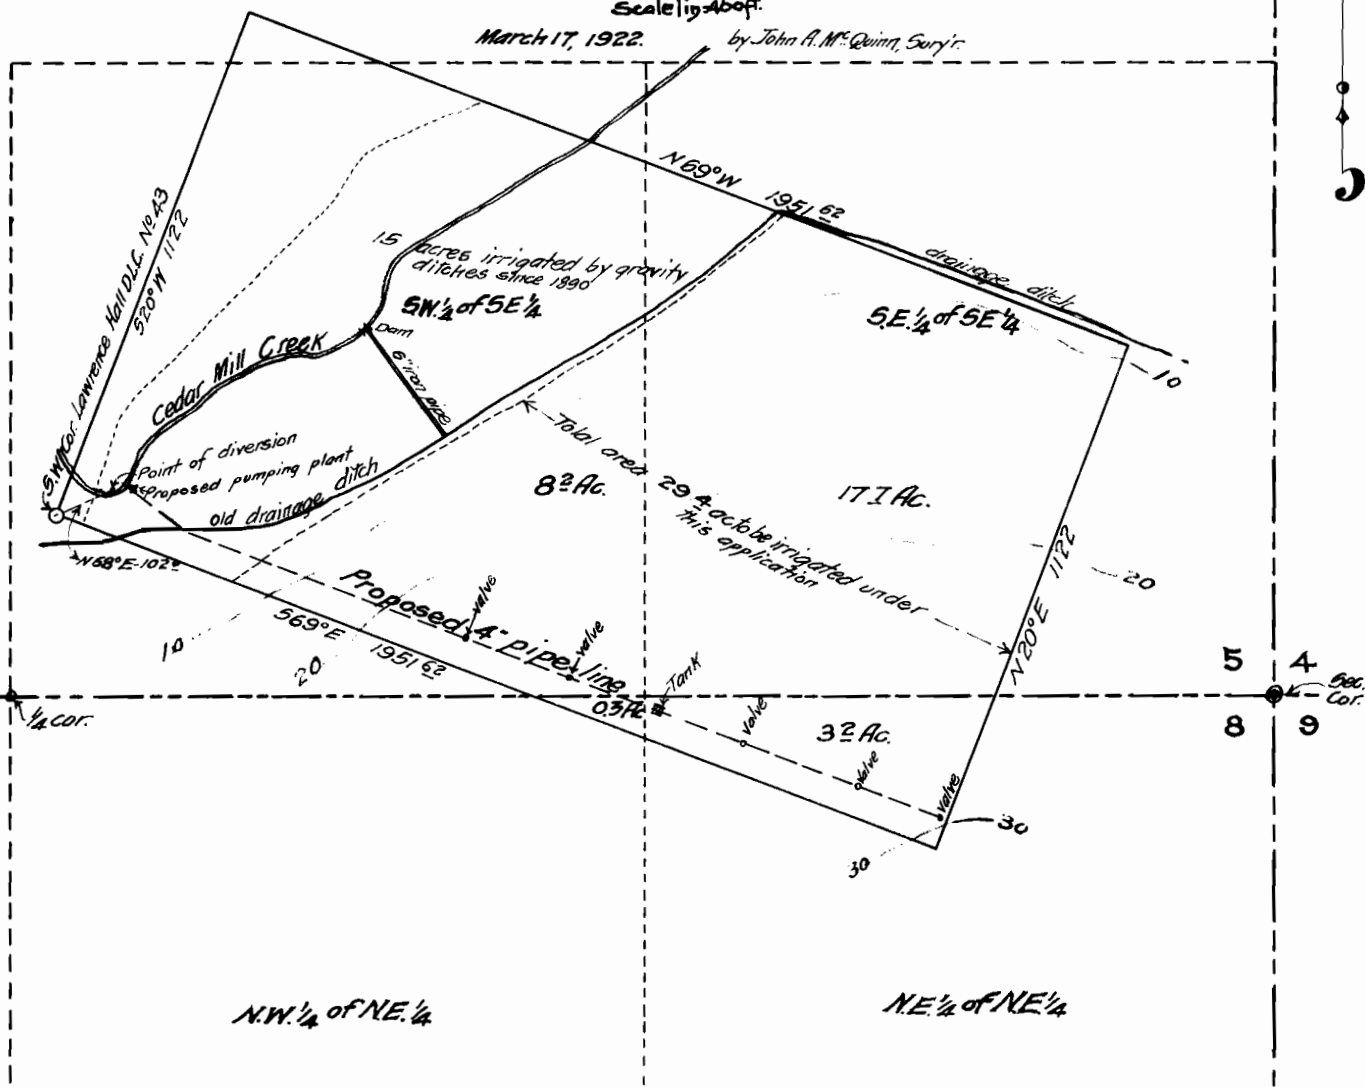 Scale 1in=400ft.
March 17, 1922.
by John A. McQuinn, Surv'r.
S.W. Cor. Lawrence Hall D.L.C. No 43
S20°W 1122
N69°W
1951 62
drainage ditch
15 acres irrigated by gravity
ditches since 1890
S.W.¼ of SE¼
S.E.¼ of SE¼
Dam
6" iron pipe
Cedar Mill Creek
10
Point of diversion
Proposed pumping plant
old drainage ditch
Total area 29 4 ac to be irrigated under
this application
8 2 Ac.
17 7 Ac.
N68°E-102 0
1122
N20°E
20
Proposed 4" pipe line
valve
valve
10
S69°E
1951 62
20
Tank
0.3 Ac
5 4
Sec.
Cor.
8 9
¼ cor.
valve
3 2 Ac.
valve
valve
30
30
N.W.¼ of N.E.¼
N.E.¼ of N.E.¼